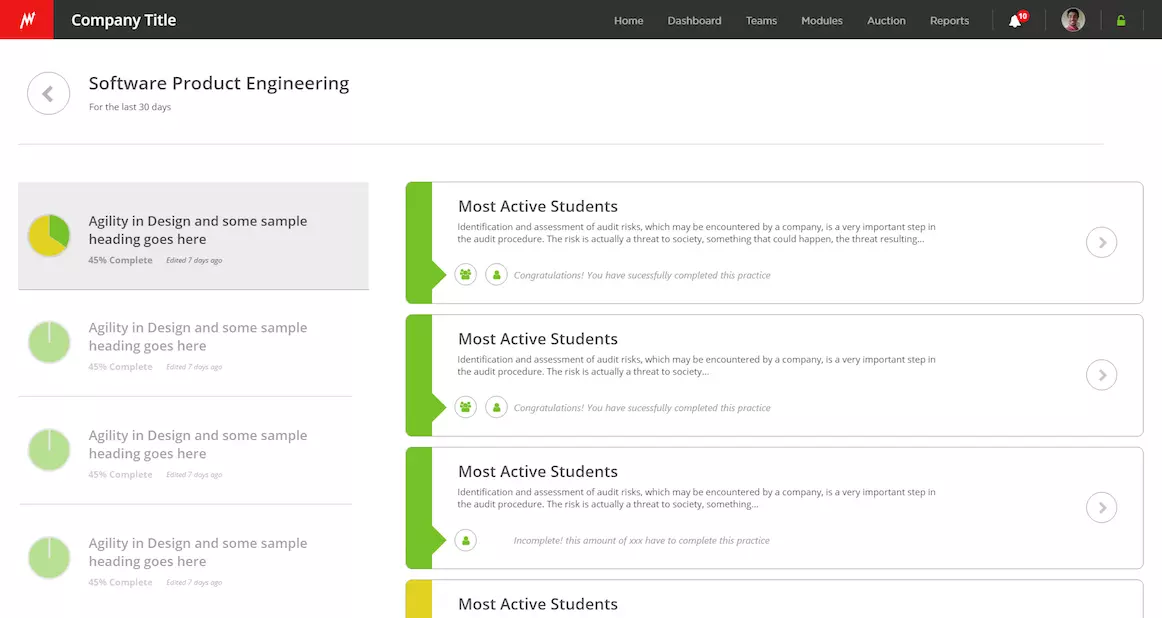 Company Title
Home Dashboard Teams Modules Auction Reports 10
Software Product Engineering
For the last 30 days
Agility in Design and some sample
heading goes here
45% Complete Edited 7 days ago
Agility in Design and some sample
heading goes here
45% Complete Edited 7 days ago
Agility in Design and some sample
heading goes here
45% Complete Edited 7 days ago
Agility in Design and some sample
heading goes here
45% Complete Edited 7 days ago
Most Active Students
Identification and assessment of audit risks, which may be encountered by a company, is a very important step in
the audit procedure. The risk is actually a threat to society, something that could happen, the threat resulting...
Congratulations! You have sucessfully completed this practice
Most Active Students
Identification and assessment of audit risks, which may be encountered by a company, is a very important step in
the audit procedure. The risk is actually a threat to society...
Congratulations! You have sucessfully completed this practice
Most Active Students
Identification and assessment of audit risks, which may be encountered by a company, is a very important step in
the audit procedure. The risk is actually a threat to society, something...
Incomplete! this amount of xxx have to complete this practice
Most Active Students